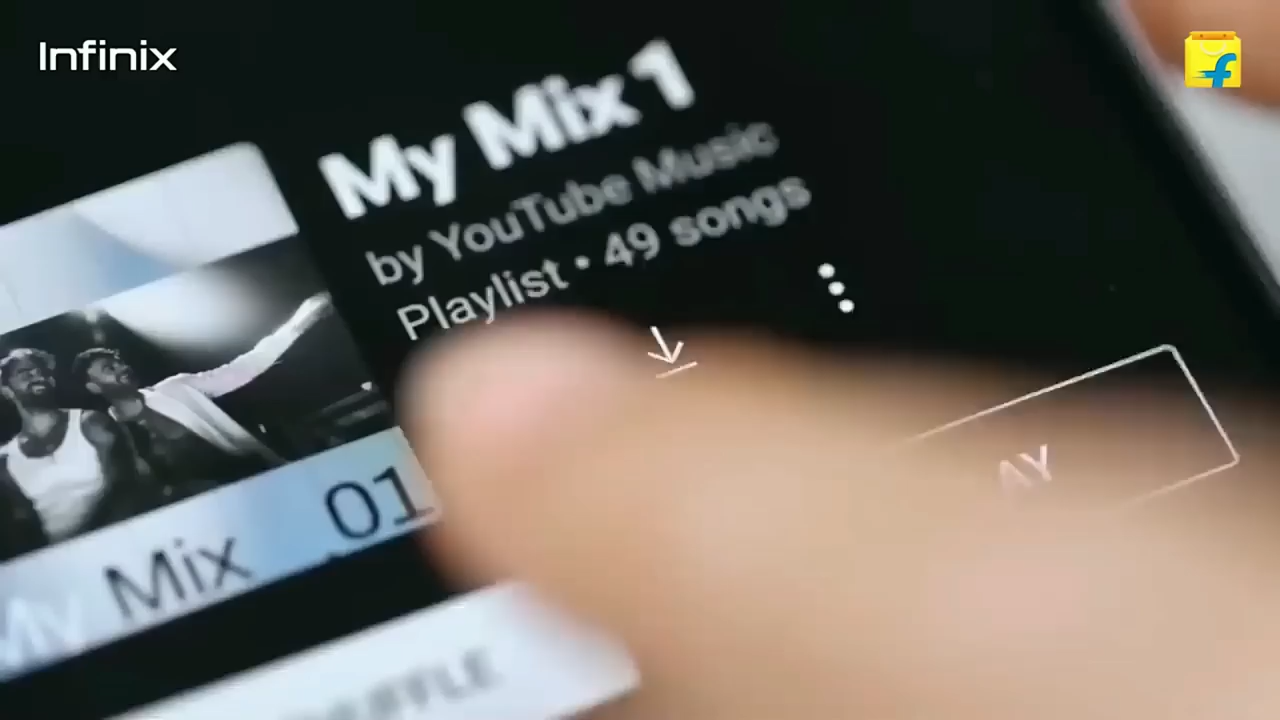 Infinix
My Mix 1
by YouTube Music
Playlist • 49 songs
01
My Mix